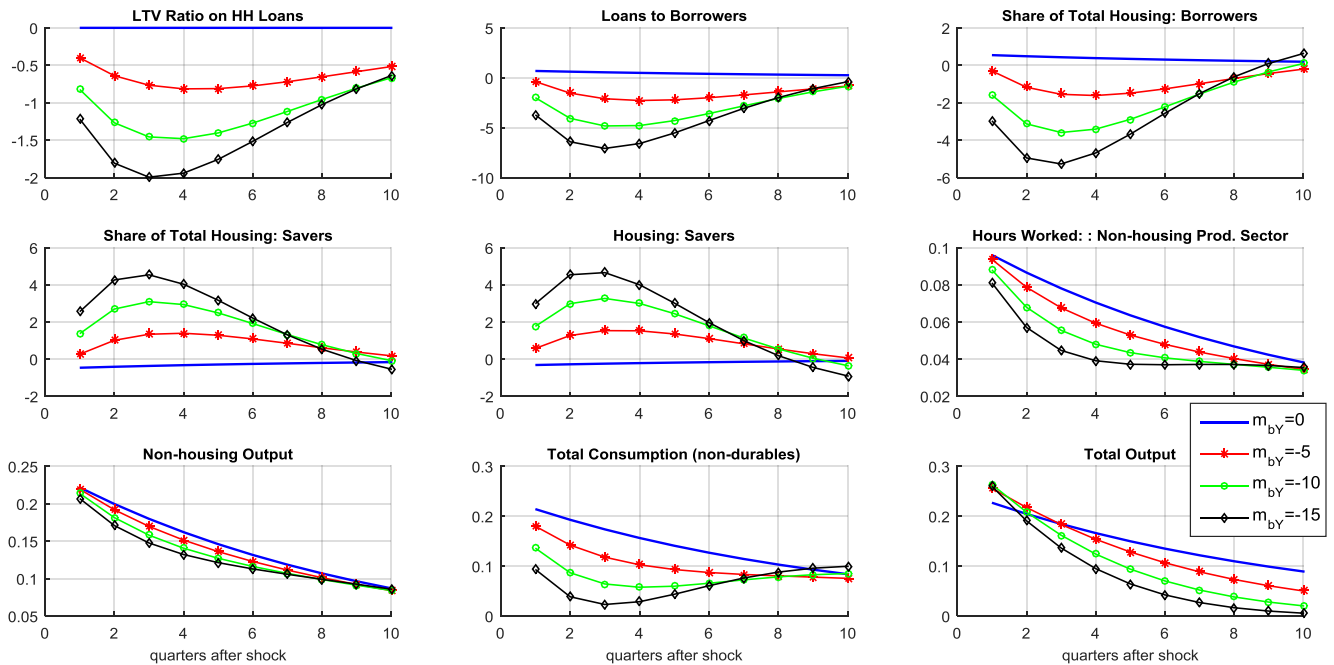 LTV Ratio on HH Loans
0
-0.5
-1
-1.5
-2
0 2 4 6 8 10
Loans to Borrowers
5
0
-5
-10
0 2 4 6 8 10
Share of Total Housing: Borrowers
2
0
-2
-4
-6
0 2 4 6 8 10
Share of Total Housing: Savers
6
4
2
0
-2
0 2 4 6 8 10
Housing: Savers
6
4
2
0
-2
0 2 4 6 8 10
Hours Worked: : Non-housing Prod. Sector
0.1
0.08
0.06
0.04
0.02
0 2 4 6 8 10
Non-housing Output
0.25
0.2
0.15
0.1
0.05
0 2 4 6 8 10
quarters after shock
Total Consumption (non-durables)
0.3
0.2
0.1
0
0 2 4 6 8 10
quarters after shock
Total Output
0.3
0.2
0.1
0
0 2 4 6 8 10
quarters after shock
m_bY=0
m_bY=-5
m_bY=-10
m_bY=-15